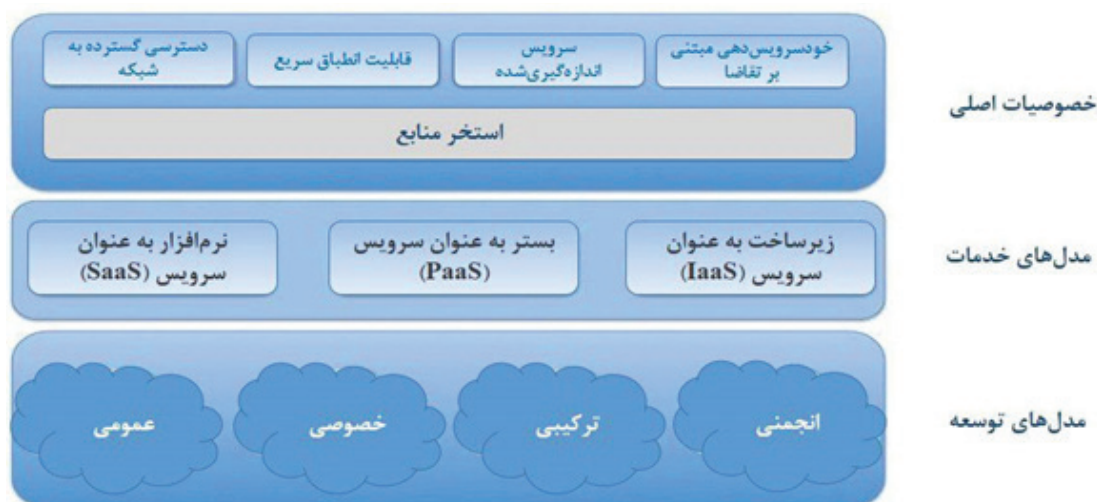 خصوصیات اصلی
خودسرویس‌دهی مبتنی
بر تقاضا
سرویس
اندازه‌گیری‌شده
قابلیت انطباق سریع
دسترسی گسترده به
شبکه
استخر منابع
مدل‌های خدمات
زیرساخت به عنوان
سرویس (IaaS)
بستر به عنوان سرویس
(PaaS)
نرم‌افزار به عنوان
سرویس (SaaS)
مدل‌های توسعه
انجمنی
ترکیبی
خصوصی
عمومی